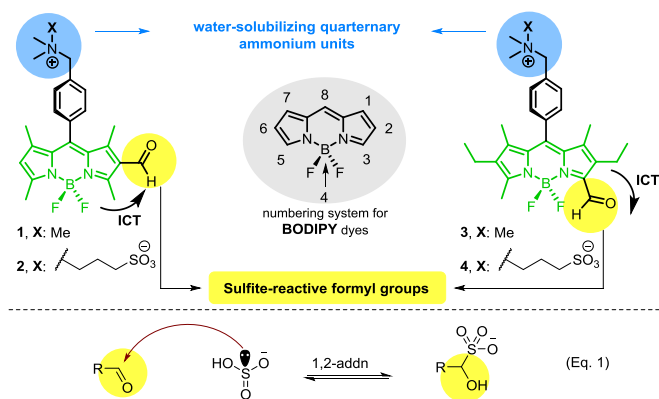 water-solubilizing quarternary
ammonium units
X
N
⊕
O
H
N
N
B
F
F
ICT
1, X: Me
2, X:
SO3−
7
8
1
6
2
5
N
N
3
B
F
F
4
numbering system for
BODIPY dyes
X
N
⊕
N
N
B
F
F
H
O
ICT
3, X: Me
4, X:
SO3−
Sulfite-reactive formyl groups
R
O
HO
S
O−
O
1,2-addn
O
O
S
O−
R
OH
(Eq. 1)